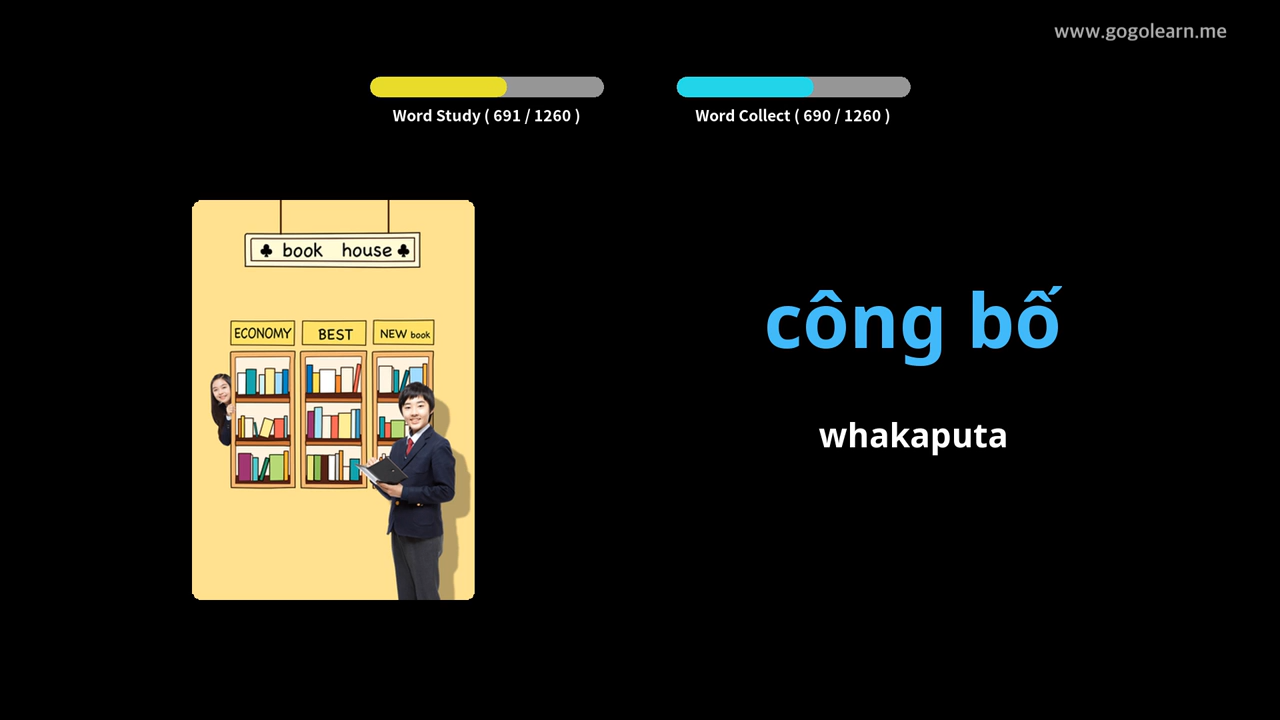 www.gogolearn.me
Word Study ( 691 / 1260 )
Word Collect ( 690 / 1260 )
♣ book house ♣
ECONOMY
BEST
NEW book
công bố
whakaputa